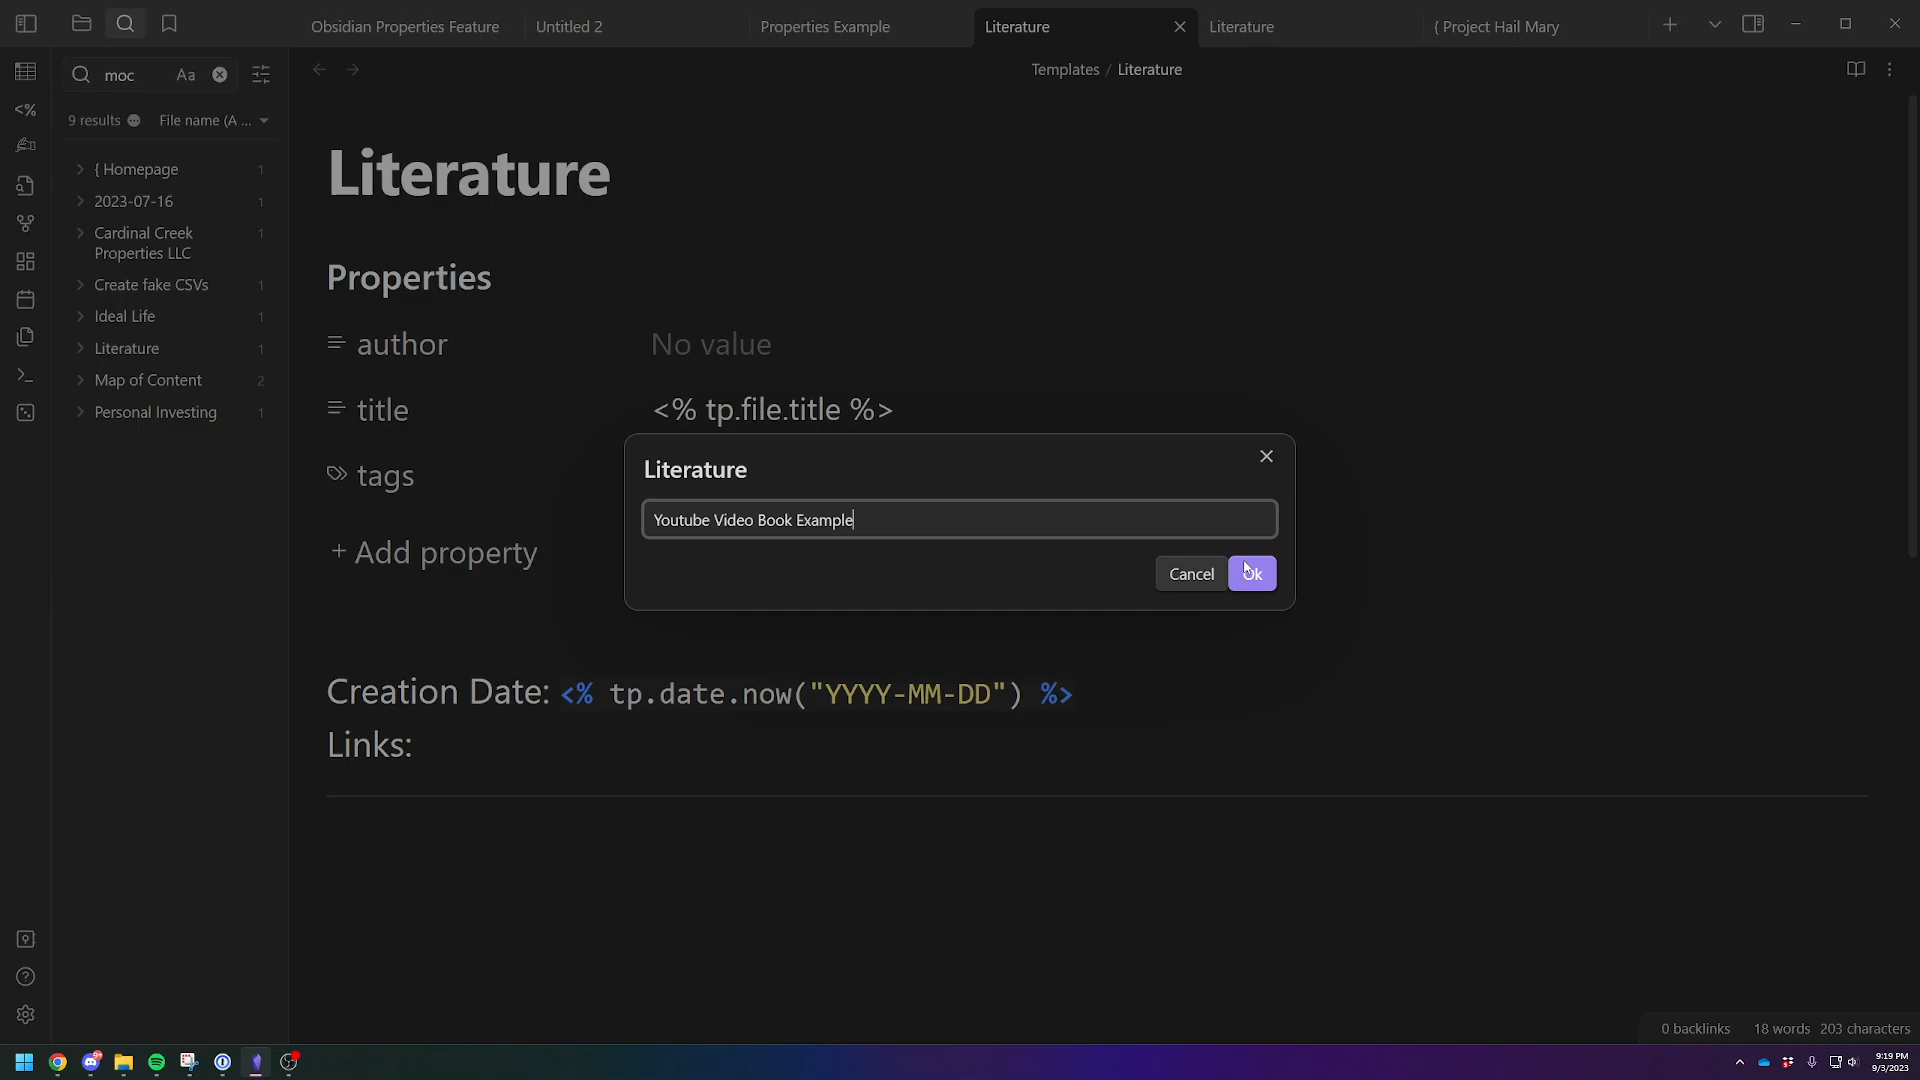 Obsidian Properties Feature
Untitled 2
Properties Example
Literature
Literature
{ Project Hail Mary
moc
Aa
Templates / Literature
9 results
File name (A ...
<%
{ Homepage 1
2023-07-16 1
Cardinal Creek 1
Properties LLC
Create fake CSVs 1
Ideal Life 1
Literature 1
Map of Content 2
Personal Investing 1
Literature
Properties
author No value
title <% tp.file.title %>
tags
+ Add property
Literature
Youtube Video Book Example
Cancel
Ok
Creation Date: <% tp.date.now("YYYY-MM-DD") %>
Links:
0 backlinks
18 words
203 characters
9:19 PM
9/3/2023